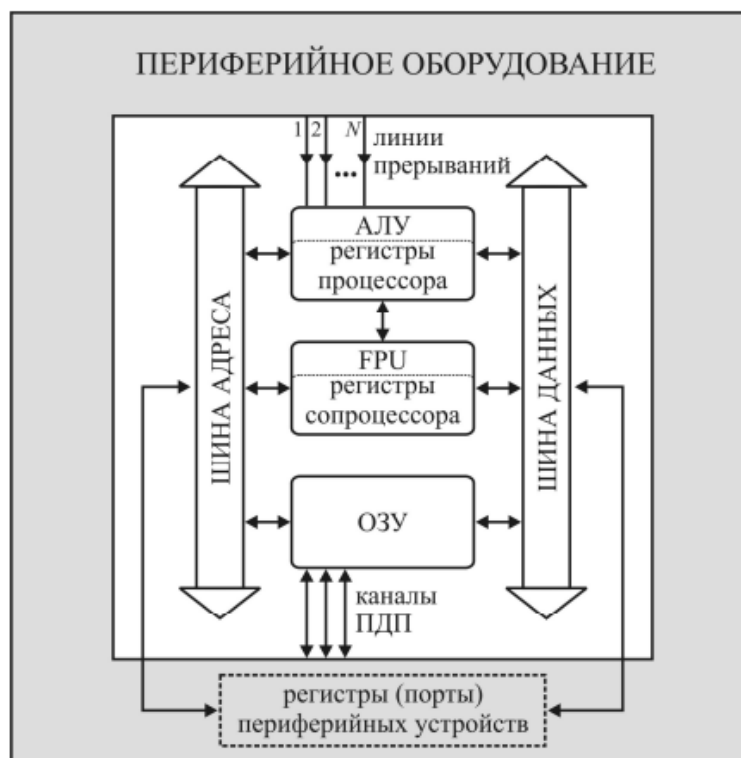 ПЕРИФЕРИЙНОЕ ОБОРУДОВАНИЕ
1 2 N линии
... прерываний
АЛУ
регистры
процессора
ШИНА АДРЕСА
FPU
регистры
сопроцессора
ШИНА ДАННЫХ
ОЗУ
каналы
ПДП
регистры (порты)
периферийных устройств